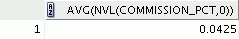 AVG(NVL(COMMISSION_PCT,0))
1 0.0425